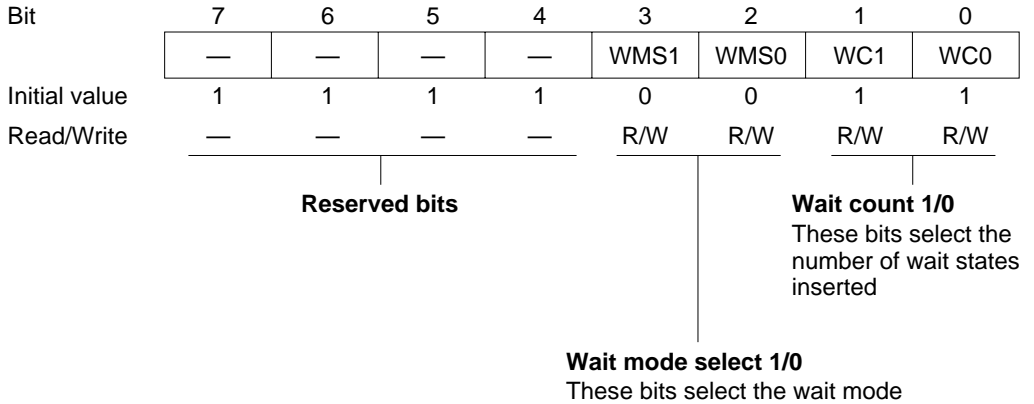 Bit 7 6 5 4 3 2 1 0
— — — — WMS1 WMS0 WC1 WC0
Initial value 1 1 1 1 0 0 1 1
Read/Write — — — — R/W R/W R/W R/W
Reserved bits
Wait count 1/0
These bits select the
number of wait states
inserted
Wait mode select 1/0
These bits select the wait mode